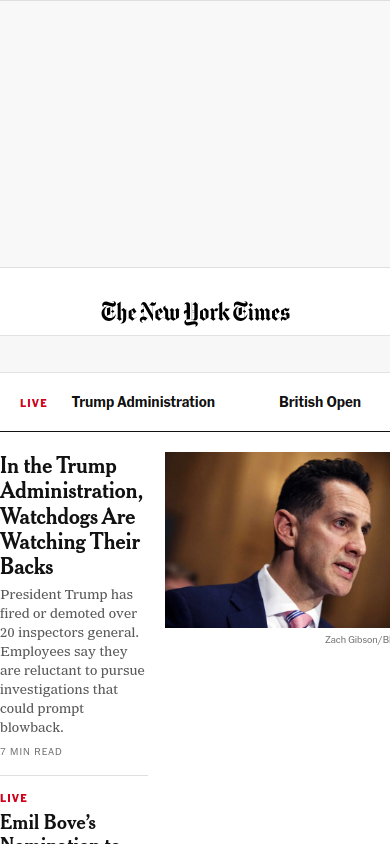 The New York Times
LIVE Trump Administration British Open
In the Trump
Administration,
Watchdogs Are
Watching Their
Backs
President Trump has
fired or demoted over
20 inspectors general.
Employees say they
are reluctant to pursue
investigations that
could prompt
blowback.
7 MIN READ
Zach Gibson/Bl
LIVE
Emil Bove’s
Nomination to